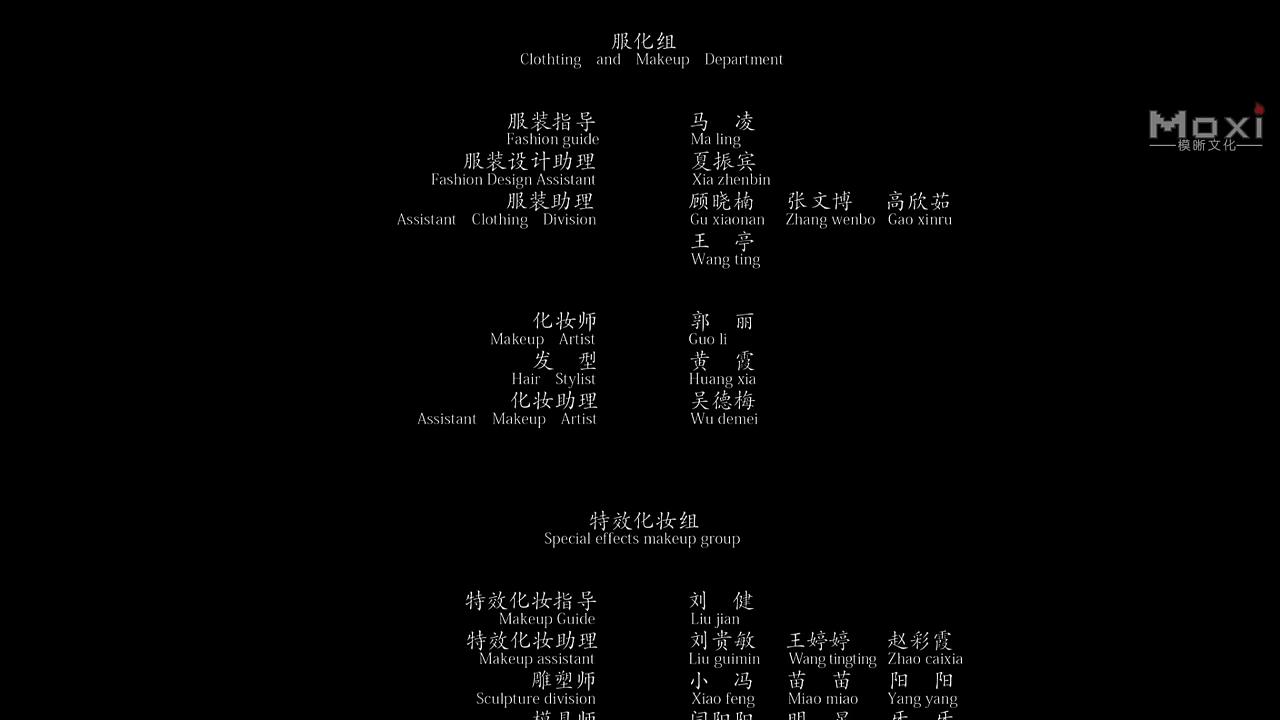 服化组
Clothting and Makeup Department
Moxi
模晰文化
服装指导 马 凌
Fashion guide Ma ling
服装设计助理 夏振宾
Fashion Design Assistant Xia zhenbin
服装助理 顾晓楠 张文博 高欣茹
Assistant Clothing Division Gu xiaonan Zhang wenbo Gao xinru
王 亭
Wang ting
化妆师 郭 丽
Makeup Artist Guo li
发 型 黄 霞
Hair Stylist Huang xia
化妆助理 吴德梅
Assistant Makeup Artist Wu demei
特效化妆组
Special effects makeup group
特效化妆指导 刘 健
Makeup Guide Liu jian
特效化妆助理 刘贵敏 王婷婷 赵彩霞
Makeup assistant Liu guimin Wang tingting Zhao caixia
雕塑师 小 冯 苗 苗 阳 阳
Sculpture division Xiao feng Miao miao Yang yang